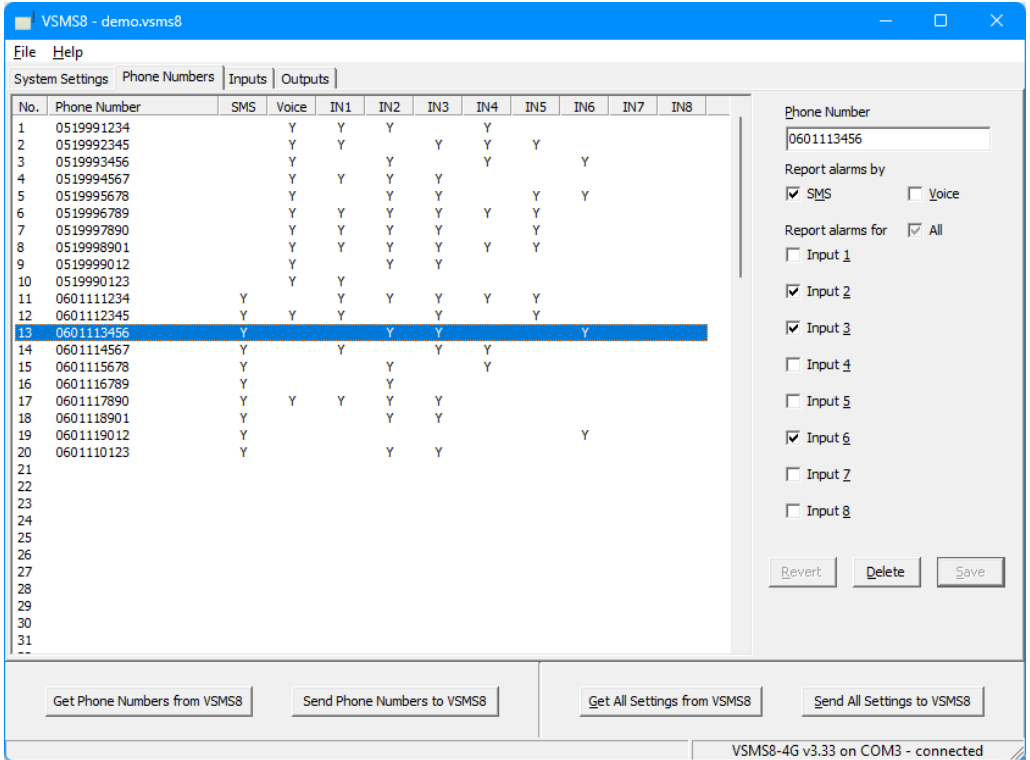 VSMS8 - demo.vsms8
File Help
System Settings Phone Numbers Inputs Outputs
No. Phone Number SMS Voice IN1 IN2 IN3 IN4 IN5 IN6 IN7 IN8
1 0519991234 Y Y Y Y
2 0519992345 Y Y Y Y Y
3 0519993456 Y Y Y Y
4 0519994567 Y Y Y Y
5 0519995678 Y Y Y Y Y
6 0519996789 Y Y Y Y Y Y
7 0519997890 Y Y Y Y Y
8 0519998901 Y Y Y Y Y Y
9 0519999012 Y Y Y
10 0519990123 Y Y
11 0601111234 Y Y Y Y Y Y
12 0601112345 Y Y Y Y Y
13 0601113456 Y Y Y Y
14 0601114567 Y Y Y Y
15 0601115678 Y Y Y
16 0601116789 Y Y
17 0601117890 Y Y Y Y Y
18 0601118901 Y Y Y
19 0601119012 Y Y
20 0601110123 Y Y Y
21
22
23
24
25
26
27
28
29
30
31
Phone Number
0601113456
Report alarms by
SMS Voice
Report alarms for All
Input 1
Input 2
Input 3
Input 4
Input 5
Input 6
Input 7
Input 8
Revert Delete Save
Get Phone Numbers from VSMS8 Send Phone Numbers to VSMS8 Get All Settings from VSMS8 Send All Settings to VSMS8
VSMS8-4G v3.33 on COM3 - connected